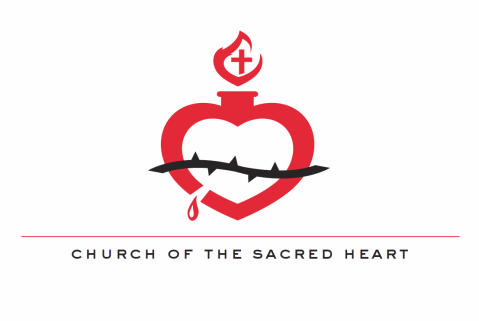 CHURCH OF THE SACRED HEART